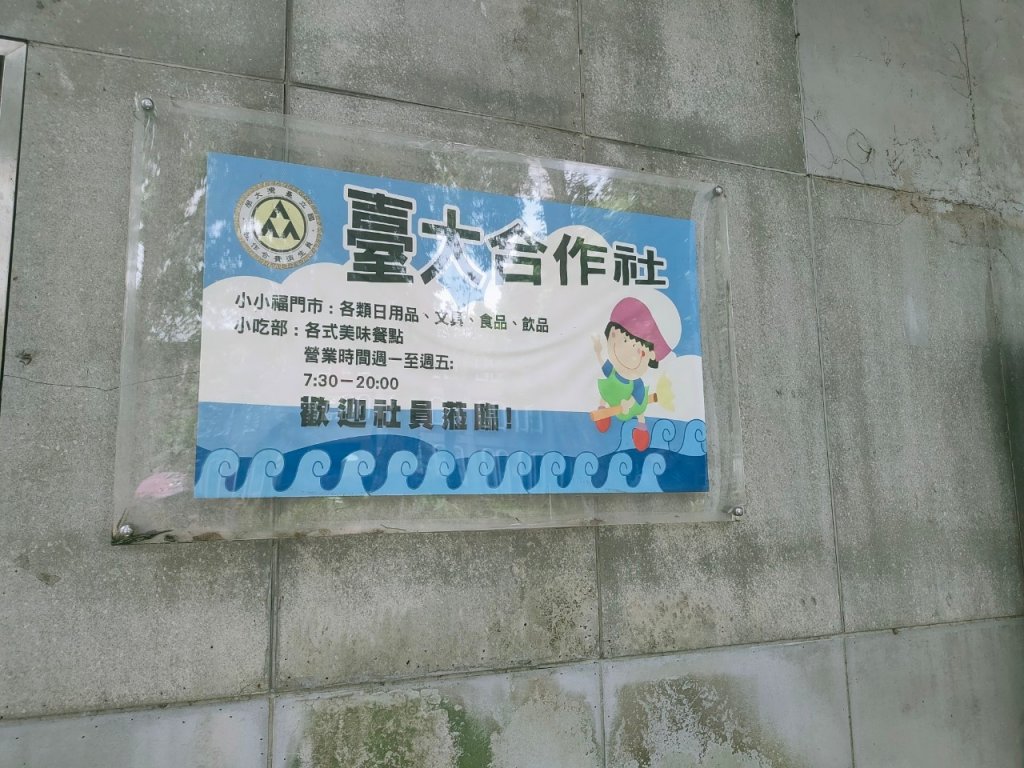 臺大合作社
小小福門市：各類日用品、文具、食品、飲品
小吃部：各式美味餐點
營業時間週一至週五:
7:30－20:00
歡迎社員蒞臨!